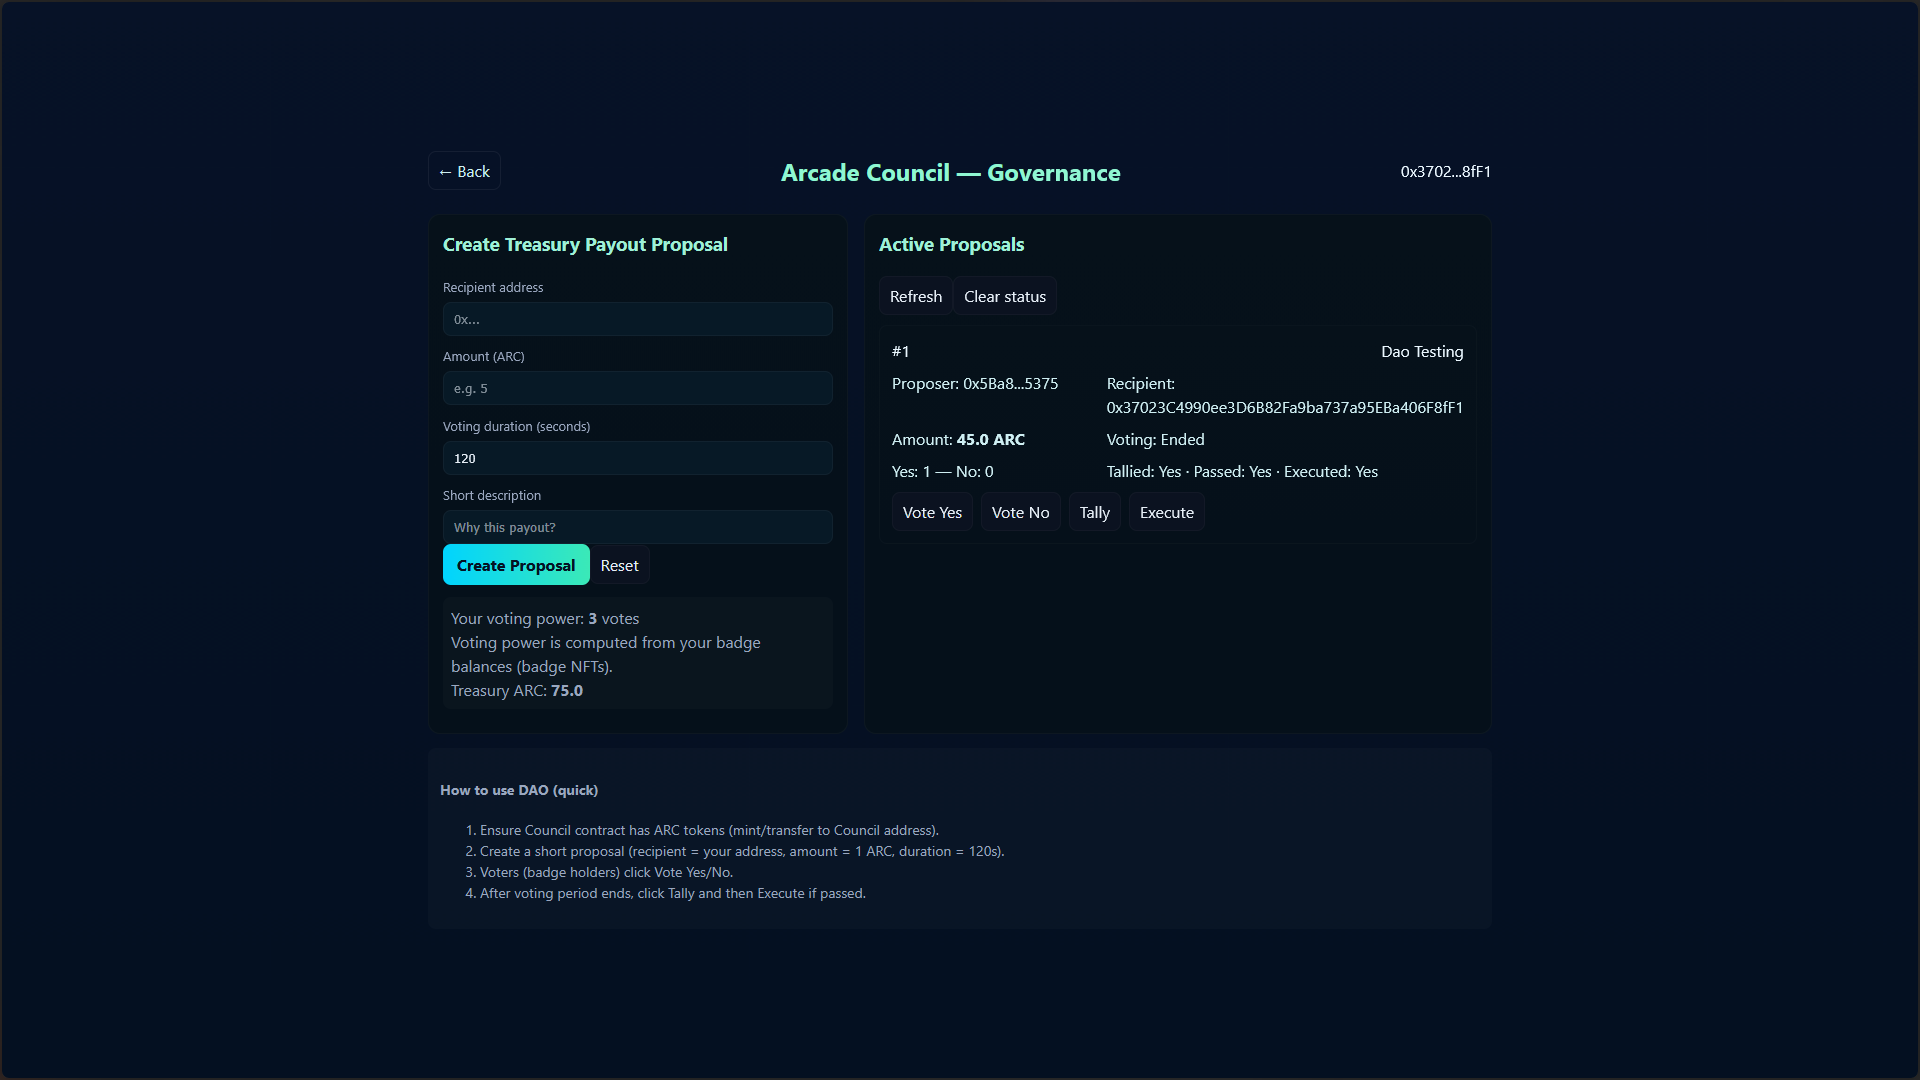 ← Back
Arcade Council — Governance
0x3702...8fF1
Create Treasury Payout Proposal
Recipient address
0x...
Amount (ARC)
e.g. 5
Voting duration (seconds)
120
Short description
Why this payout?
Create Proposal
Reset
Your voting power: 3 votes
Voting power is computed from your badge
balances (badge NFTs).
Treasury ARC: 75.0
Active Proposals
Refresh
Clear status
#1
Dao Testing
Proposer: 0x5Ba8...5375
Recipient:
0x37023C4990ee3D6B82Fa9ba737a95EBa406F8fF1
Amount: 45.0 ARC
Voting: Ended
Yes: 1 — No: 0
Tallied: Yes · Passed: Yes · Executed: Yes
Vote Yes
Vote No
Tally
Execute
How to use DAO (quick)
1. Ensure Council contract has ARC tokens (mint/transfer to Council address).
2. Create a short proposal (recipient = your address, amount = 1 ARC, duration = 120s).
3. Voters (badge holders) click Vote Yes/No.
4. After voting period ends, click Tally and then Execute if passed.